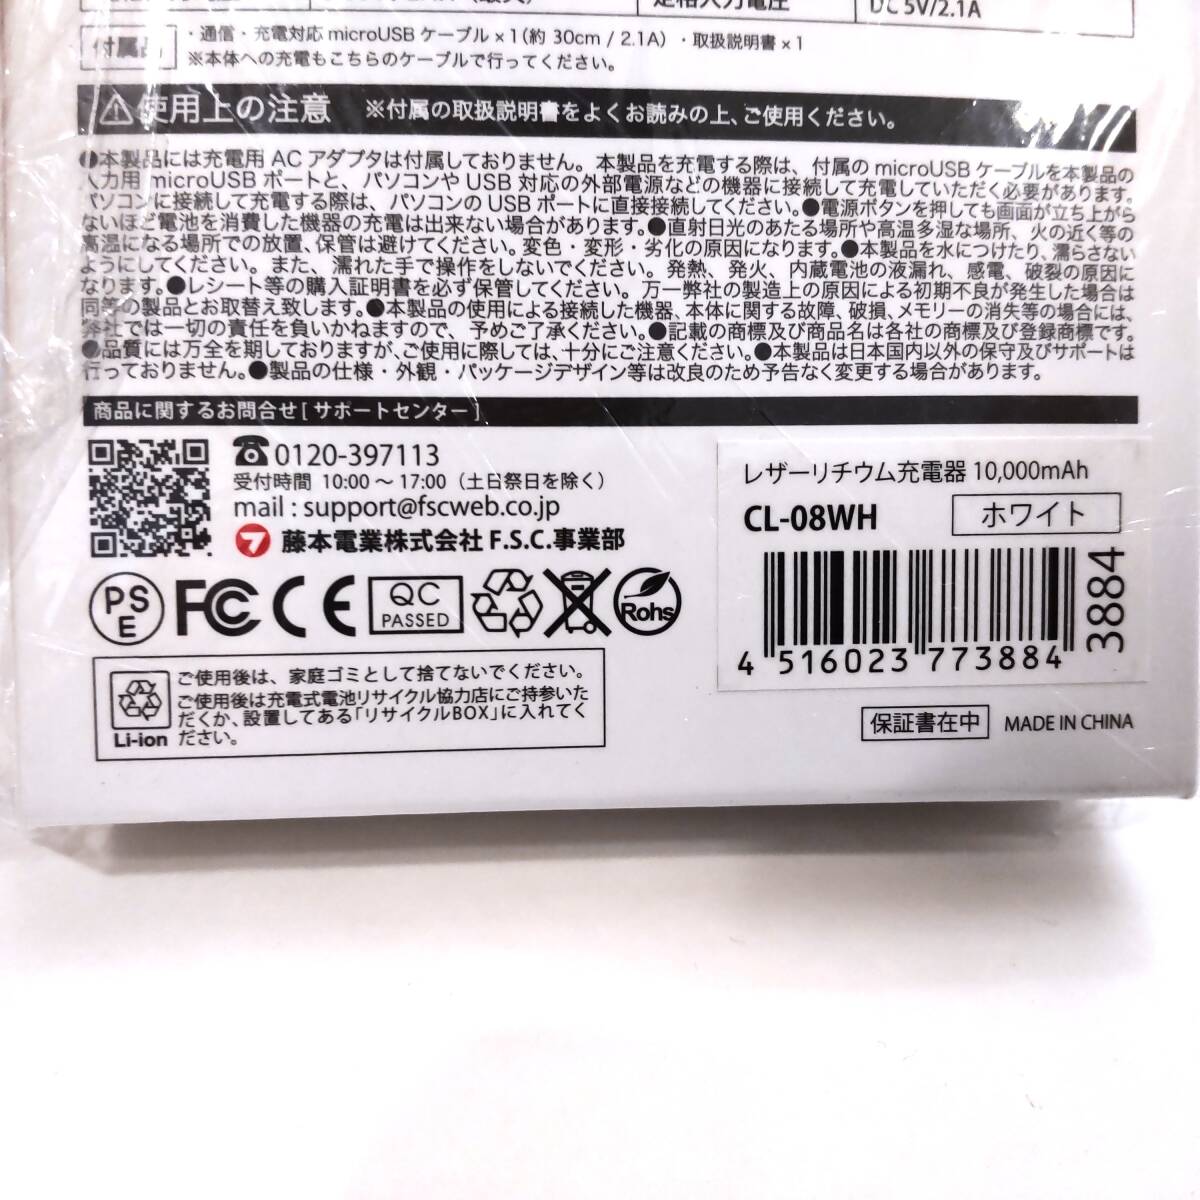 DC 5V/2.1A
付属品
・通信・充電対応 microUSB ケーブル×1(約 30cm / 2.1A) ・取扱説明書×1
※本体への充電もこちらのケーブルで行ってください。
使用上の注意 ※付属の取扱説明書をよくお読みの上、ご使用ください。
●本製品には充電用 AC アダプタは付属しておりません。本製品を充電する際は、付属の microUSB ケーブルを本製品の
入力用 microUSB ポートと、パソコンや USB 対応の外部電源などの機器に接続して充電していただく必要があります。
パソコンに接続して充電する際は、パソコンの USB ポートに直接接続してください。●電源ボタンを押しても画面が立ち上がら
ないほど電池を消費した機器の充電は出来ない場合があります。●直射日光のあたる場所や高温多湿な場所、火の近く等の
高温になる場所での放置、保管は避けてください。変色・変形・劣化の原因になります。●本製品を水につけたり、濡らさない
ようにしてください。また、濡れた手で操作をしないでください。発熱、発火、内蔵電池の液漏れ、感電、破裂の原因に
なります。●レシート等の購入証明書を必ず保管してください。万一弊社の製造上の原因による初期不良が発生した場合は
同等の製品とお取替え致します。●本製品の使用による接続した機器、本体に関する故障、破損、メモリーの消失等の場合には、
弊社では一切の責任を負いかねますので、予めご了承ください。●記載の商標及び商品名は各社の商標及び登録商標です。
●品質には万全を期しておりますが、ご使用に際しては、十分にご注意ください。●本製品は日本国内以外の保守及びサポートは
行っておりません。●製品の仕様・外観・パッケージデザイン等は改良のため予告なく変更する場合があります。
商品に関するお問合せ[サポートセンター]
☎0120-397113
受付時間 10:00～17:00（土日祭日を除く）
mail : support@fscweb.co.jp
藤本電業株式会社 F.S.C.事業部
PSE FC CE QC PASSED Rohs
Li-ion
ご使用後は、家庭ゴミとして捨てないでください。
ご使用後は充電式電池リサイクル協力店にご持参いた
だくか、設置してある「リサイクルBOX」に入れてく
ださい。
レザーリチウム充電器 10,000mAh
CL-08WH ホワイト
4 516023 773884
3884
保証書在中 MADE IN CHINA